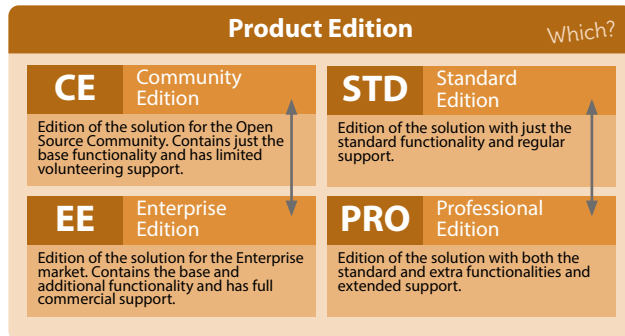 Product Edition
Which?
CE
Community
Edition
Edition of the solution for the Open
Source Community. Contains just the
base functionality and has limited
volunteering support.
STD
Standard
Edition
Edition of the solution with just the
standard functionality and regular
support.
EE
Enterprise
Edition
Edition of the solution for the Enterprise
market. Contains the base and
additional functionality and has full
commercial support.
PRO
Professional
Edition
Edition of the solution with both the
standard and extra functionalities and
extended support.